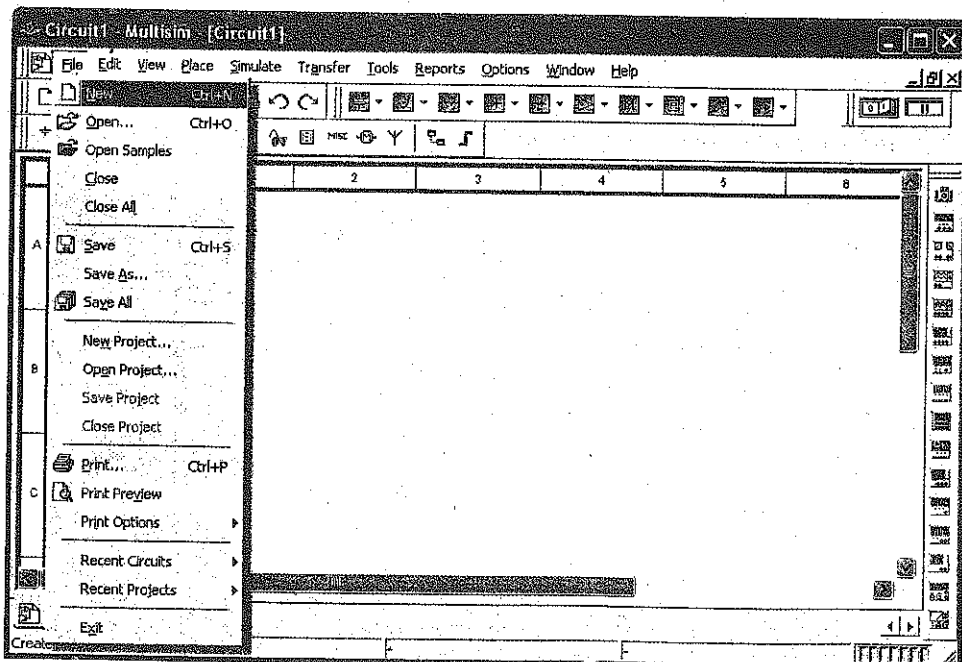 Circuit1 - Multisim - [Circuit1]
File Edit View Place Simulate Transfer Tools Reports Options Window Help
New Ctrl+N
Open... Ctrl+O
MISC
Open Samples
Close
2 3 4 5 6
Close All
A
Save Ctrl+S
Save As...
Save All
New Project...
B
Open Project...
Save Project
Close Project
Print... Ctrl+P
C
Print Preview
Print Options
Recent Circuits
Recent Projects
Exit
Create